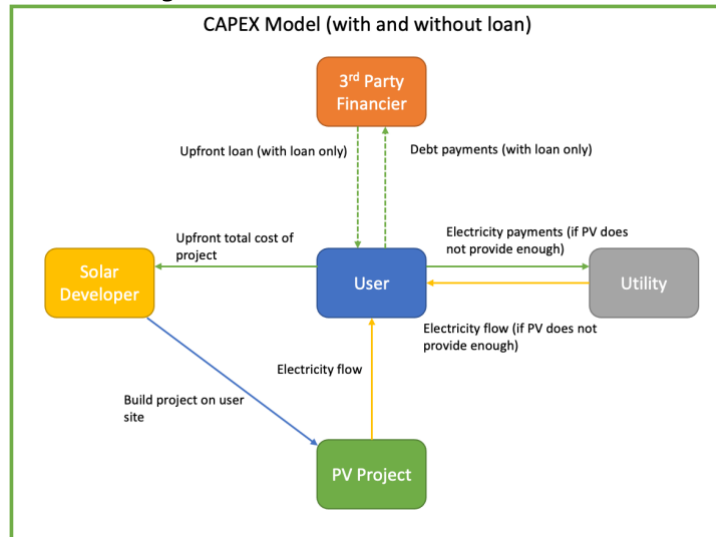 CAPEX Model (with and without loan)
3rd Party
Financier
Upfront loan (with loan only)
Debt payments (with loan only)
Upfront total cost of
project
Electricity payments (if PV does
not provide enough)
Solar
Developer
User
Utility
Electricity flow (if PV does not
provide enough)
Electricity flow
Build project on user
site
PV Project